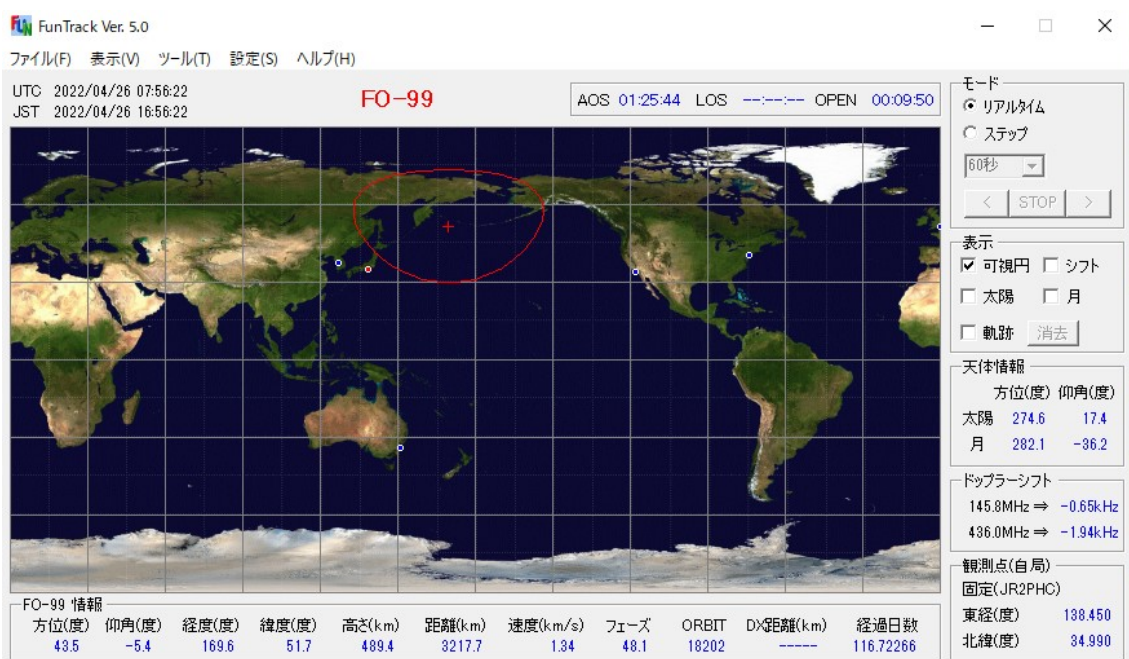 FunTrack Ver. 5.0
ファイル(F) 表示(V) ツール(T) 設定(S) ヘルプ(H)
UTC 2022/04/26 07:56:22
JST 2022/04/26 16:56:22
FO-99
AOS 01:25:44 LOS --:--:-- OPEN 00:09:50
モード
リアルタイム
ステップ
60秒
< STOP >
表示
可視円 シフト
太陽 月
軌跡 消去
天体情報
方位(度) 仰角(度)
太陽 274.6 17.4
月 282.1 -36.2
ドップラーシフト
145.8MHz ⇒ -0.65kHz
436.0MHz ⇒ -1.94kHz
観測点(自局)
固定(JR2PHC)
東経(度) 138.450
北緯(度) 34.990
FO-99 情報
方位(度) 仰角(度) 経度(度) 緯度(度) 高さ(km) 距離(km) 速度(km/s) フェーズ ORBIT DX距離(km) 経過日数
43.5 -5.4 169.6 51.7 489.4 3217.7 1.34 48.1 18202 ----- 116.72266